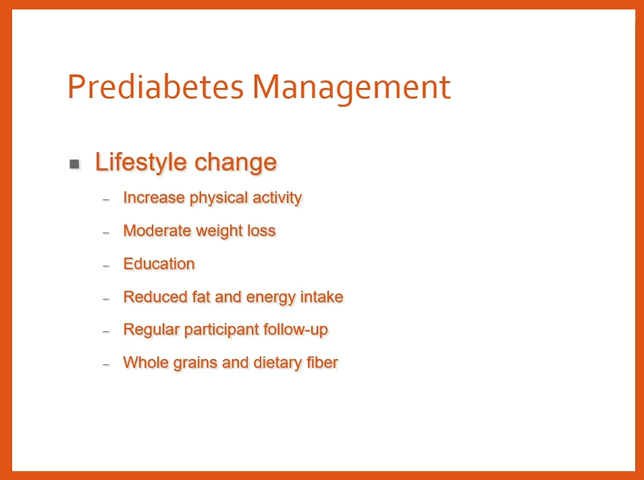 Prediabetes Management
■ Lifestyle change
– Increase physical activity
– Moderate weight loss
– Education
– Reduced fat and energy intake
– Regular participant follow-up
– Whole grains and dietary fiber